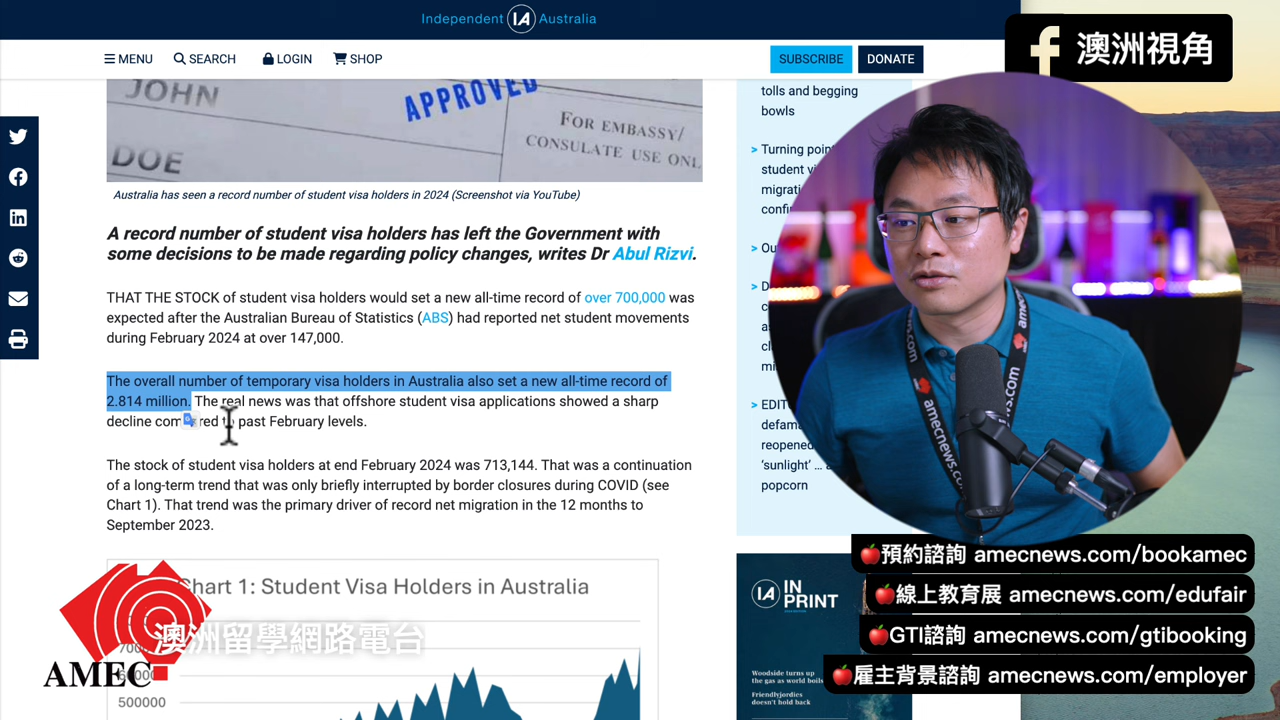 Independent IA Australia
MENU SEARCH LOGIN SHOP
SUBSCRIBE DONATE
澳洲視角
JOHN
DOE
APPROVED
FOR EMBASSY/
CONSULATE USE ONL
Australia has seen a record number of student visa holders in 2024 (Screenshot via YouTube)
A record number of student visa holders has left the Government with
some decisions to be made regarding policy changes, writes Dr Abul Rizvi.
THAT THE STOCK of student visa holders would set a new all-time record of over 700,000 was
expected after the Australian Bureau of Statistics (ABS) had reported net student movements
during February 2024 at over 147,000.
The overall number of temporary visa holders in Australia also set a new all-time record of
2.814 million. The real news was that offshore student visa applications showed a sharp
decline compared to past February levels.
The stock of student visa holders at end February 2024 was 713,144. That was a continuation
of a long-term trend that was only briefly interrupted by border closures during COVID (see
Chart 1). That trend was the primary driver of record net migration in the 12 months to
September 2023.
Chart 1: Student Visa Holders in Australia
500000
澳洲留學網路電台
AMEC
tolls and begging
bowls
> Turning
student
>
>
> EDIT
defama
reopened
‘sunlight’ …
popcorn
IA IN
PRINT
Woodside turns up
the gas as world boils
Friendlyjordies
doesn't hold back
amecnews.com
預約諮詢 amecnews.com/bookamec
線上教育展 amecnews.com/edufair
GTI諮詢 amecnews.com/gtibooking
雇主背景諮詢 amecnews.com/employer